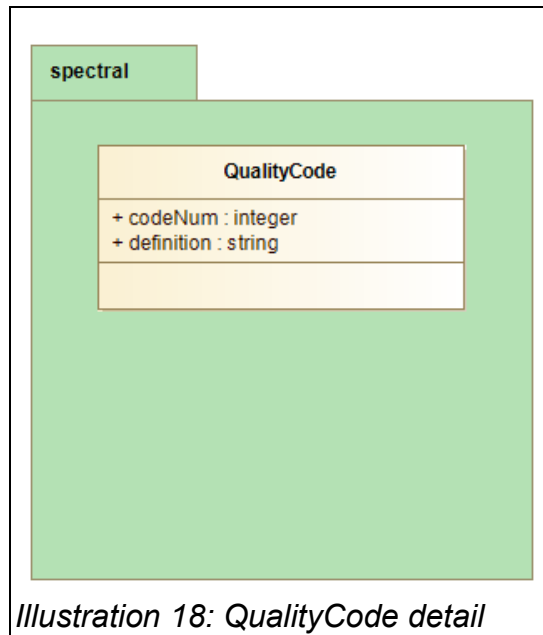 spectral
QualityCode
+ codeNum : integer
+ definition : string
Illustration 18: QualityCode detail